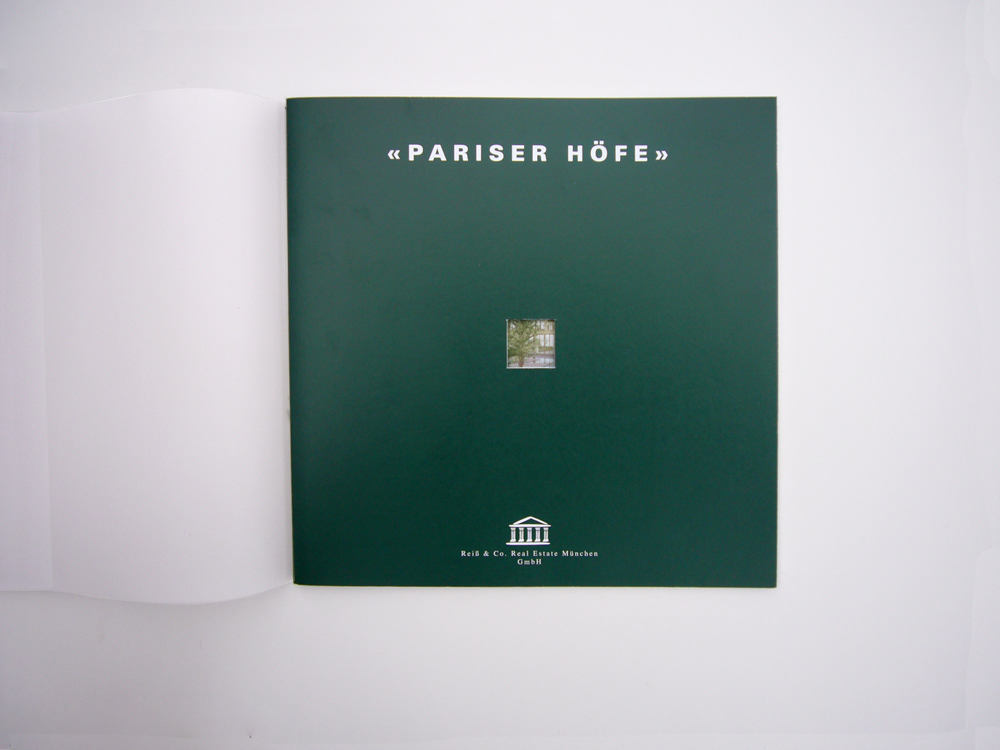 «PARISER HÖFE»
Reiß & Co. Real Estate München
GmbH